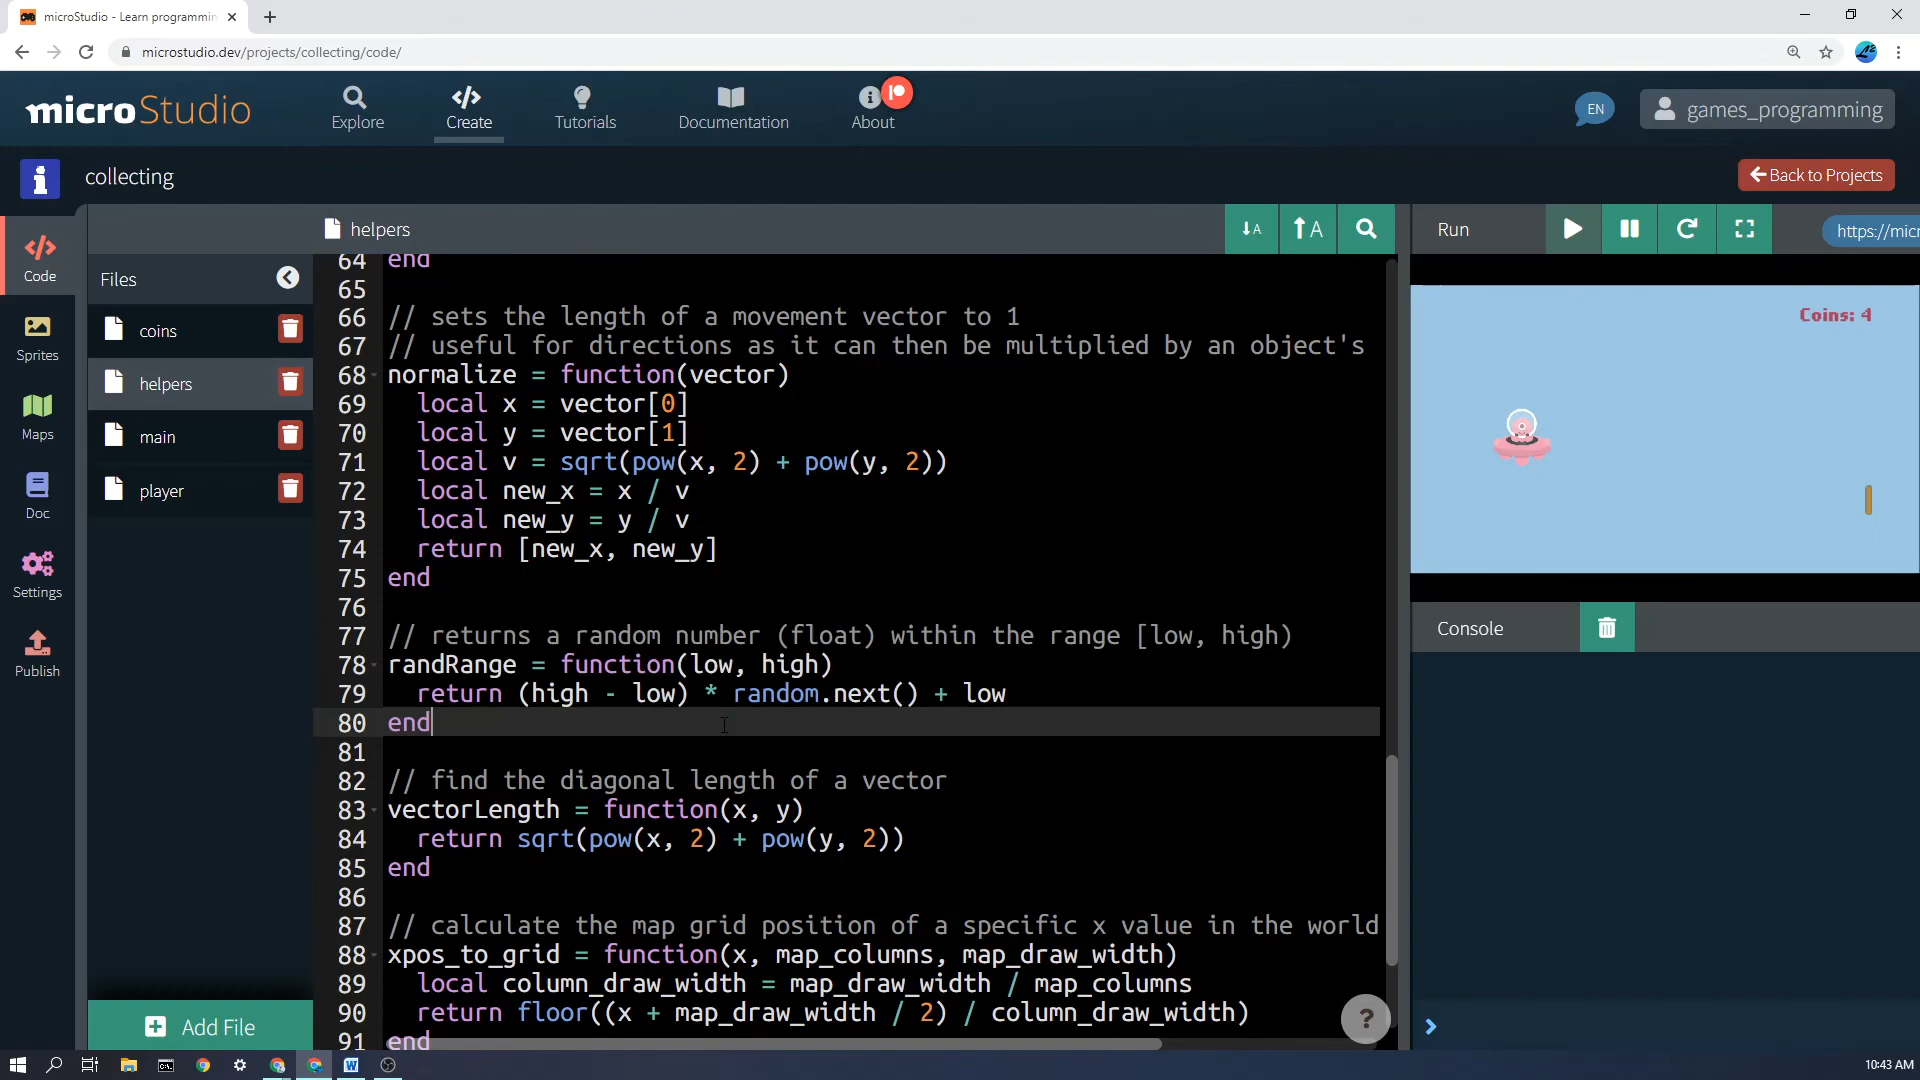 microStudio - Learn programmin
microstudio.dev/projects/collecting/code/
microStudio
Explore
Create
Tutorials
Documentation
About
EN
games_programming
collecting
Back to Projects
Code
Sprites
Maps
Doc
Settings
Publish
Files
coins
helpers
main
player
Add File
helpers
↓A
↑A
64 end
65
66 // sets the length of a movement vector to 1
67 // useful for directions as it can then be multiplied by an object's
68 normalize = function(vector)
69 local x = vector[0]
70 local y = vector[1]
71 local v = sqrt(pow(x, 2) + pow(y, 2))
72 local new_x = x / v
73 local new_y = y / v
74 return [new_x, new_y]
75 end
76
77 // returns a random number (float) within the range [low, high)
78 randRange = function(low, high)
79 return (high - low) * random.next() + low
80 end
81
82 // find the diagonal length of a vector
83 vectorLength = function(x, y)
84 return sqrt(pow(x, 2) + pow(y, 2))
85 end
86
87 // calculate the map grid position of a specific x value in the world
88 xpos_to_grid = function(x, map_columns, map_draw_width)
89 local column_draw_width = map_draw_width / map_columns
90 return floor((x + map_draw_width / 2) / column_draw_width)
91 end
?
Run
https://micr
Coins: 4
Console
10:43 AM